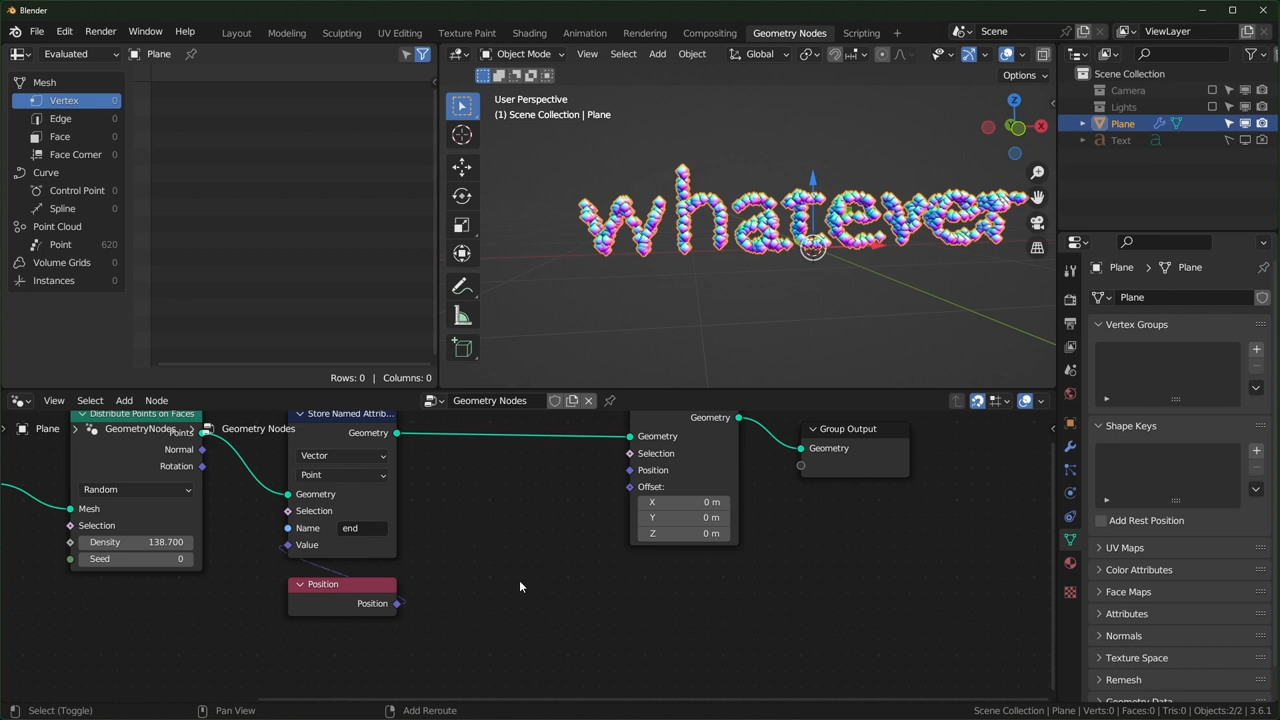 Blender
File Edit Render Window Help
Layout Modeling Sculpting UV Editing Texture Paint Shading Animation Rendering Compositing Geometry Nodes Scripting
Scene
ViewLayer
Evaluated
Plane
Object Mode View Select Add Object
Global
Options
Mesh
Vertex 0
Edge 0
Face 0
Face Corner 0
Curve
Control Point 0
Spline 0
Point Cloud
Point 620
Volume Grids 0
Instances 0
Rows: 0 | Columns: 0
User Perspective
(1) Scene Collection | Plane
whatever
Z
X
Y
Scene Collection
Camera
Lights
Plane
Text
Plane
Plane
Plane
Vertex Groups
Shape Keys
Add Rest Position
UV Maps
Color Attributes
Face Maps
Attributes
Normals
Texture Space
Remesh
Geometry Data
View Select Add Node
Geometry Nodes
Plane
GeometryNodes
Geometry Nodes
Distribute Points on Faces
Points
Normal
Rotation
Random
Mesh
Selection
Density 138.700
Seed 0
Store Named Attrib...
Geometry
Vector
Point
Geometry
Selection
Name end
Value
Position
Position
Geometry
Geometry
Selection
Position
Offset:
X 0 m
Y 0 m
Z 0 m
Group Output
Geometry
Select (Toggle)
Pan View
Add Reroute
Scene Collection | Plane | Verts:0 | Faces:0 | Tris:0 | Objects:2/2 | 3.6.1